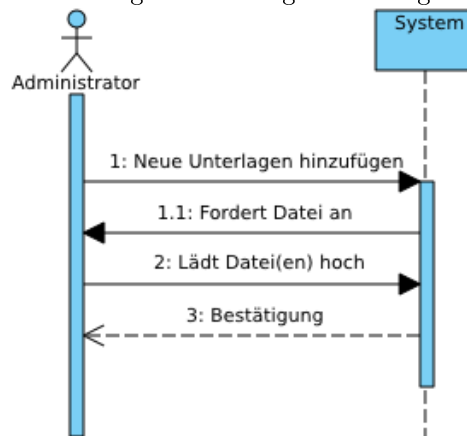 System
Administrator
1: Neue Unterlagen hinzufügen
1.1: Fordert Datei an
2: Lädt Datei(en) hoch
3: Bestätigung